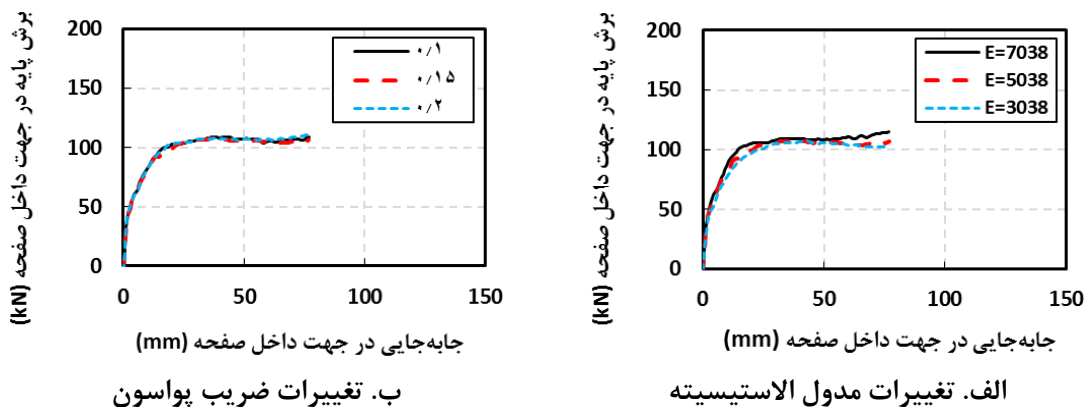 برش پایه در جهت داخل صفحه (kN)
200
150
100
50
0
0
50
100
150
E=7038
E=5038
E=3038
جابه‌جایی در جهت داخل صفحه (mm)
الف. تغییرات مدول الاستیسیته
برش پایه در جهت داخل صفحه (kN)
200
150
100
50
0
0
50
100
150
۰/۱
۰/۱۵
۰/۲
جابه‌جایی در جهت داخل صفحه (mm)
ب. تغییرات ضریب پواسون